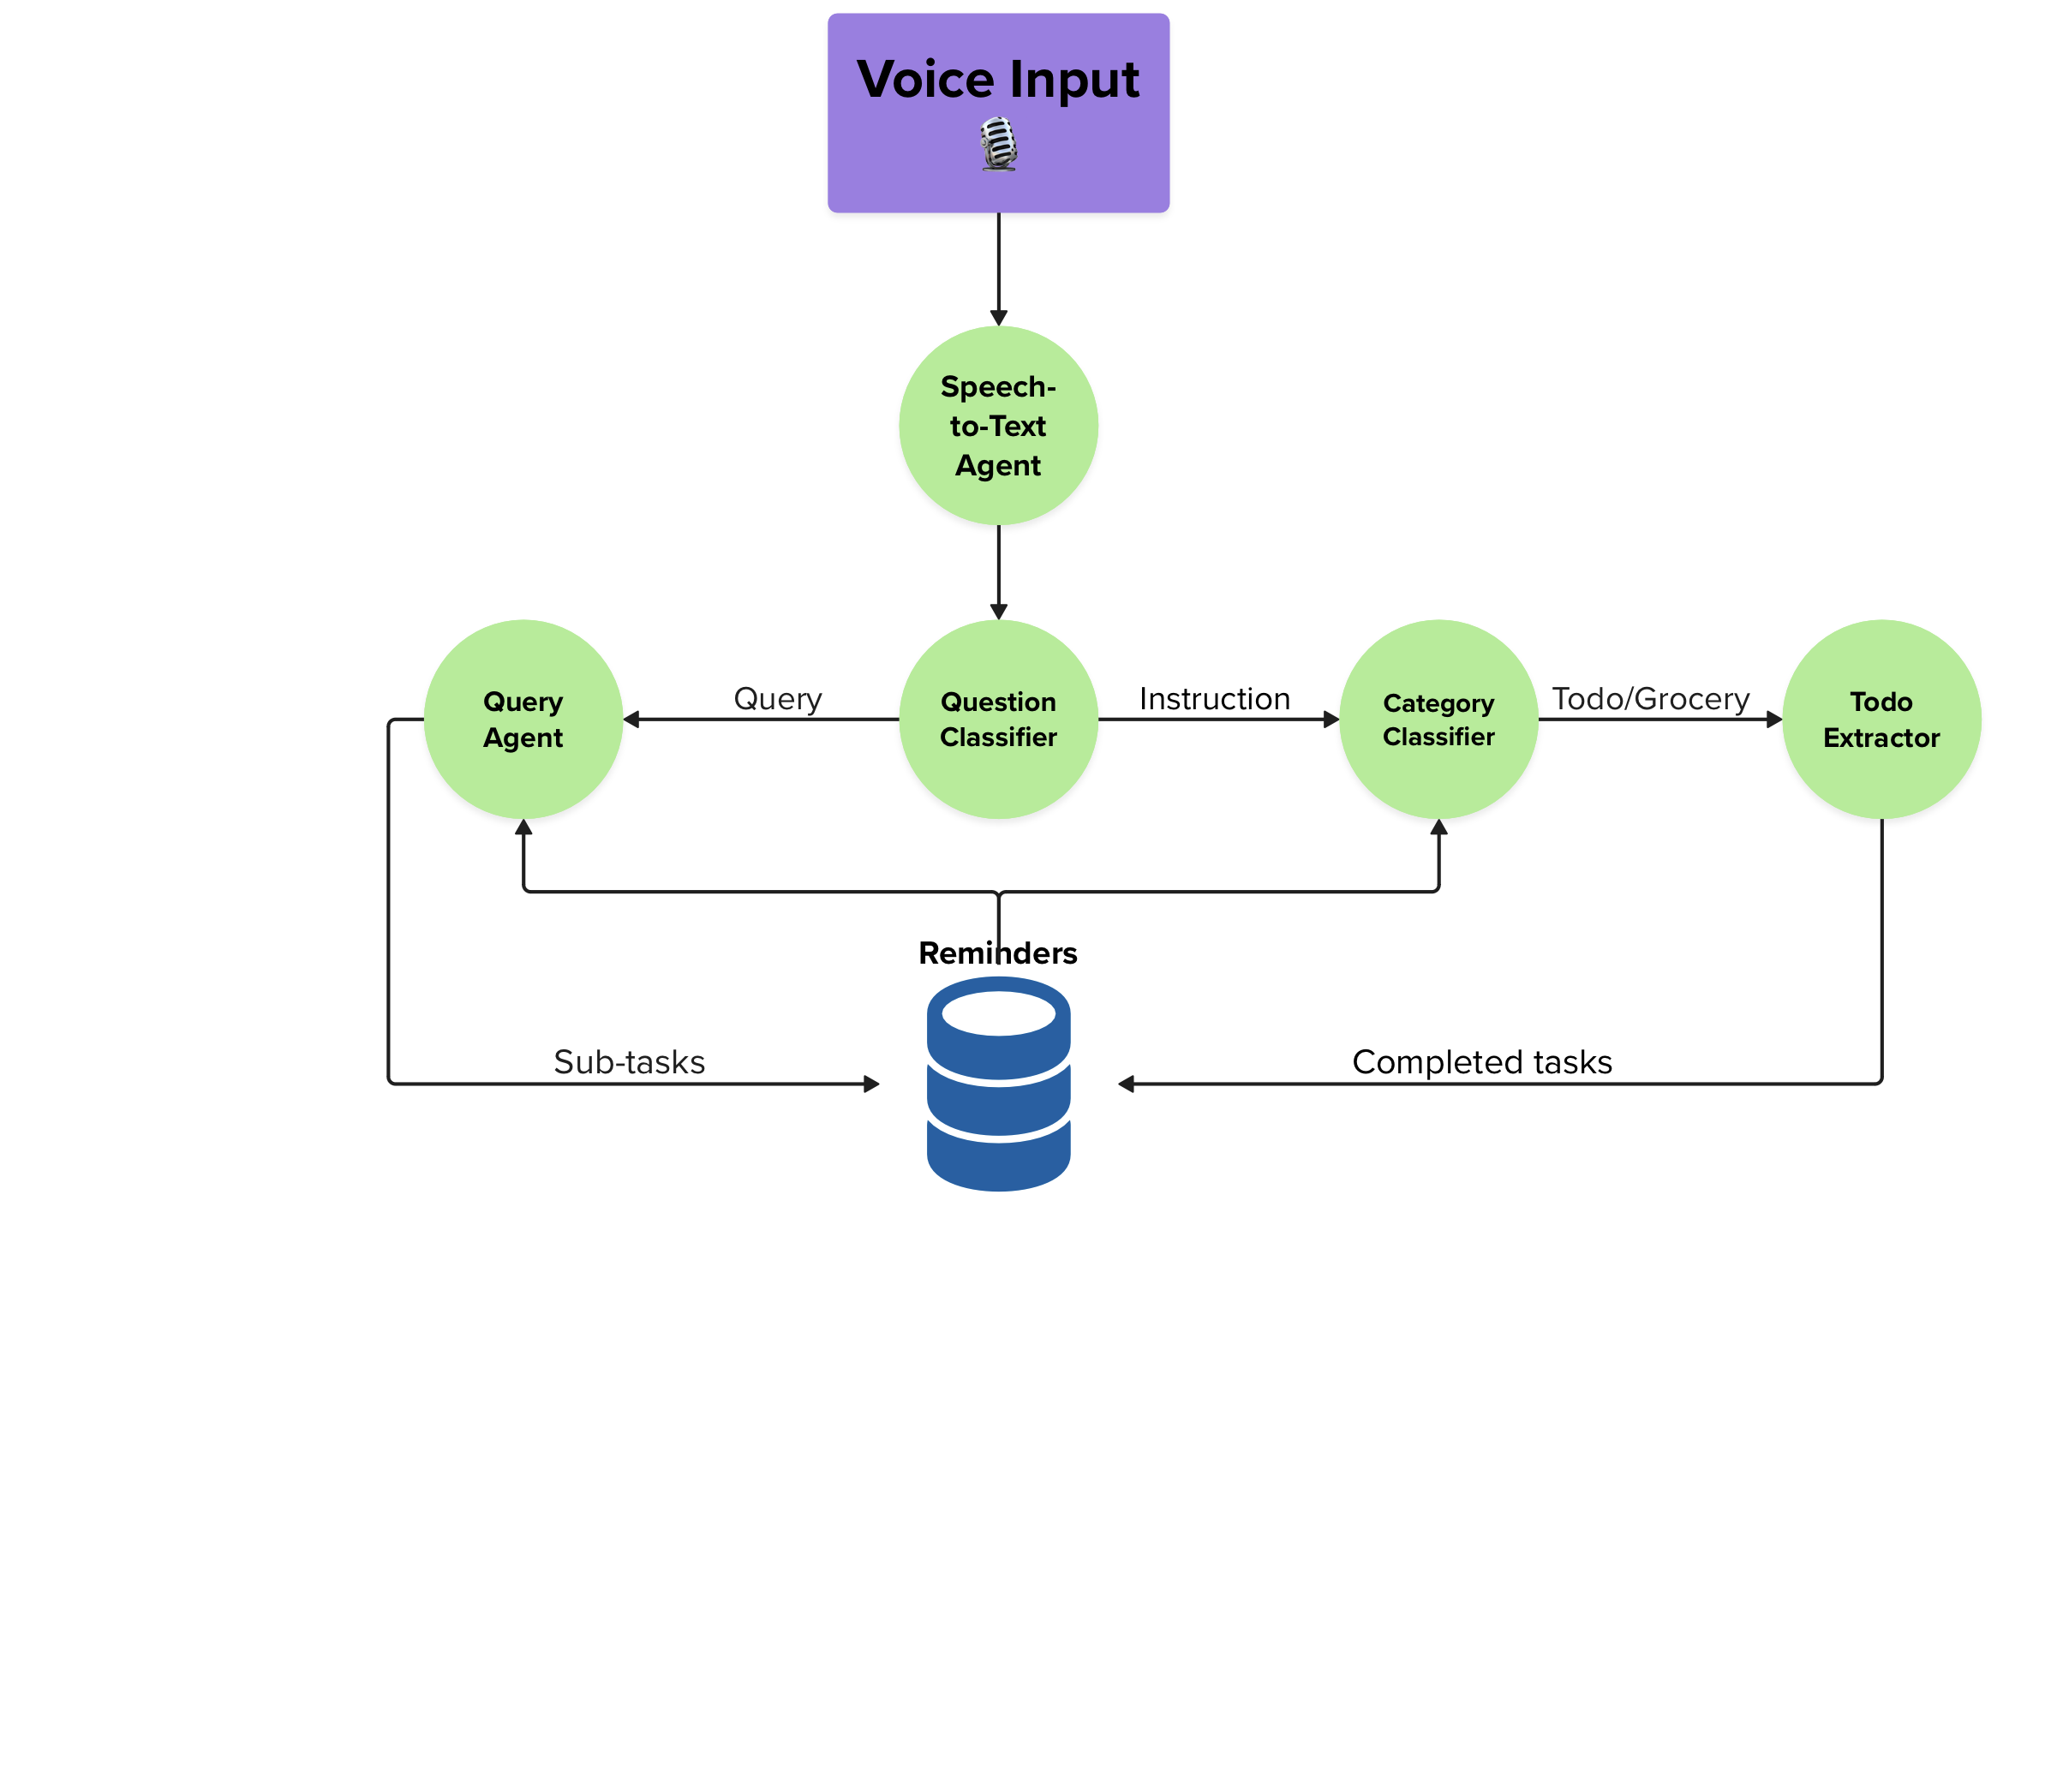 Voice Input
Speech-
to-Text
Agent
Query
Agent
Query
Question
Classifier
Instruction
Category
Classifier
Todo/Grocery
Todo
Extractor
Reminders
Sub-tasks
Completed tasks